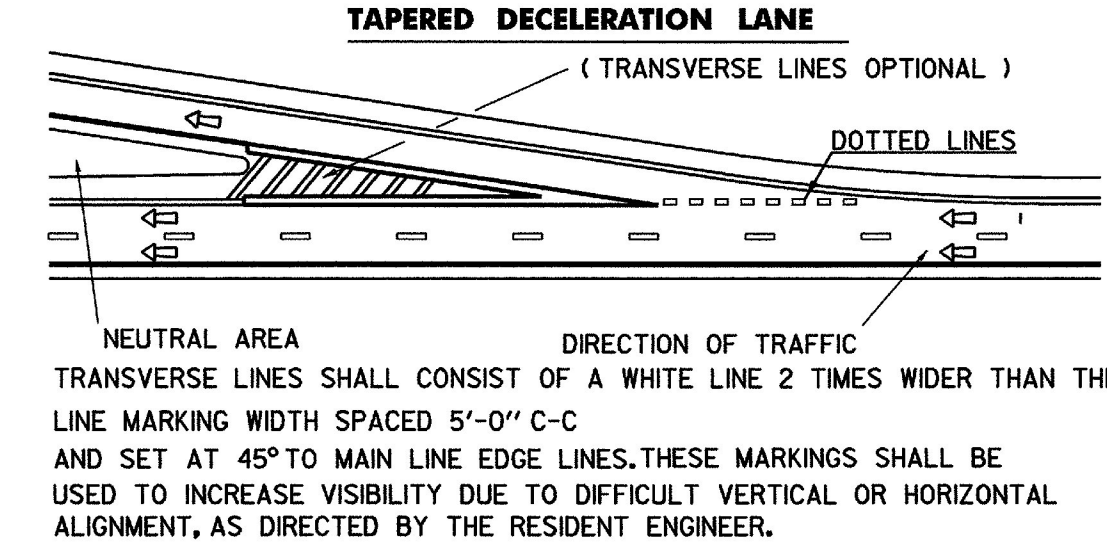 TAPERED DECELERATION LANE
( TRANSVERSE LINES OPTIONAL )
DOTTED LINES
NEUTRAL AREA
DIRECTION OF TRAFFIC
TRANSVERSE LINES SHALL CONSIST OF A WHITE LINE 2 TIMES WIDER THAN
LINE MARKING WIDTH SPACED 5'-0" C-C
AND SET AT 45° TO MAIN LINE EDGE LINES. THESE MARKINGS SHALL BE
USED TO INCREASE VISIBILITY DUE TO DIFFICULT VERTICAL OR HORIZONTAL
ALIGNMENT, AS DIRECTED BY THE RESIDENT ENGINEER.